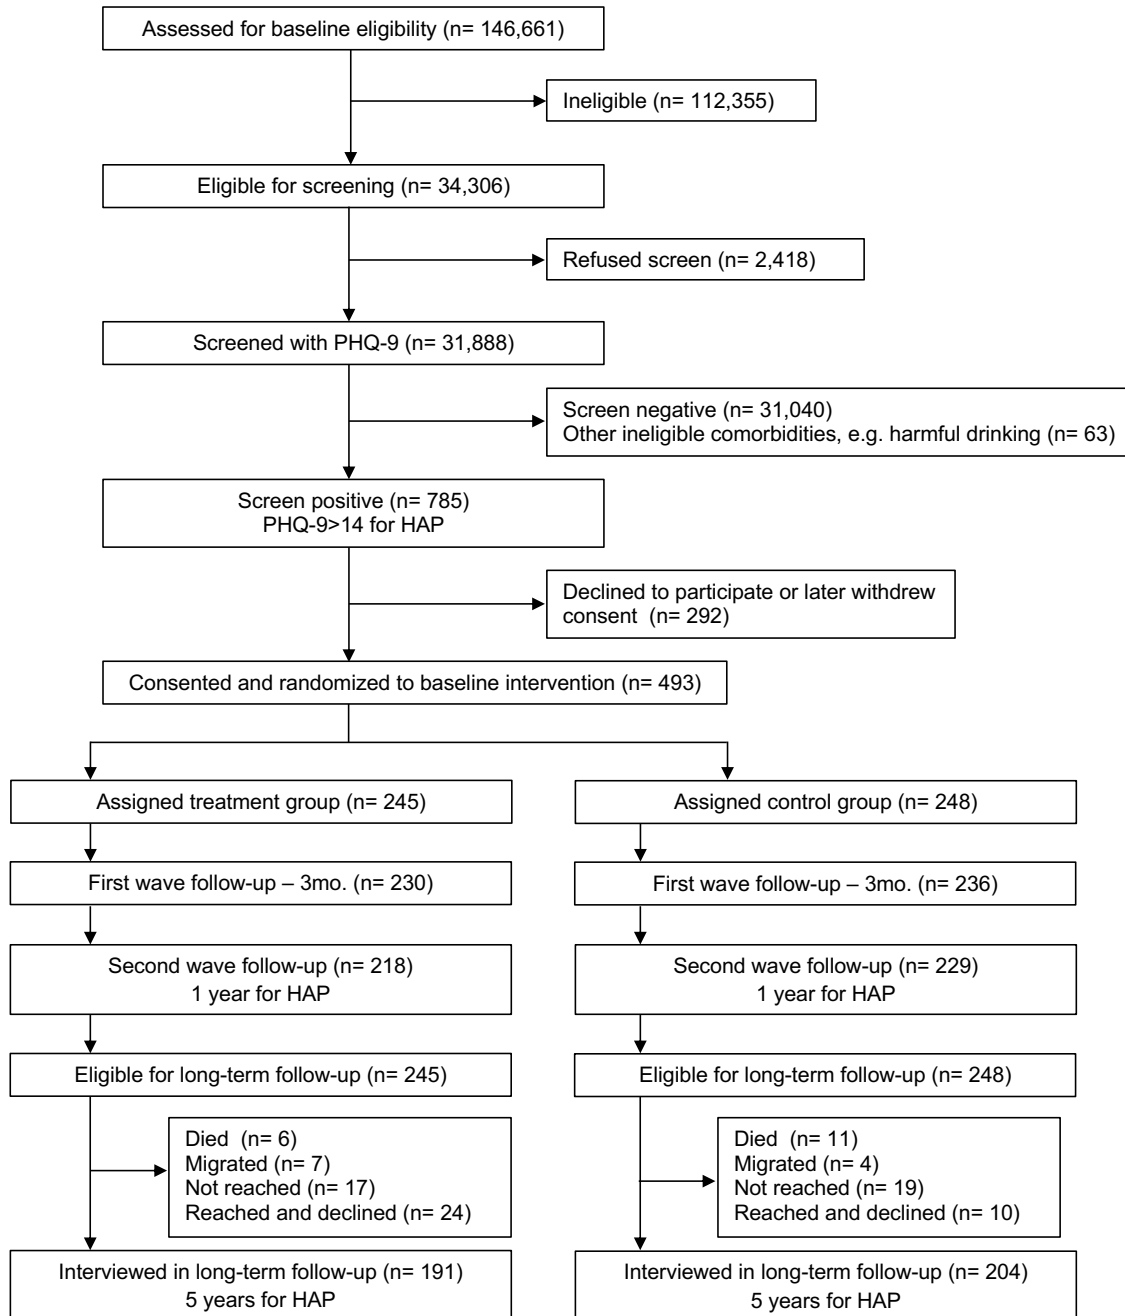 Assessed for baseline eligibility (n= 146,661)
Ineligible (n= 112,355)
Eligible for screening (n= 34,306)
Refused screen (n= 2,418)
Screened with PHQ-9 (n= 31,888)
Screen negative (n= 31,040)
Other ineligible comorbidities, e.g. harmful drinking (n= 63)
Screen positive (n= 785)
PHQ-9>14 for HAP
Declined to participate or later withdrew
consent (n= 292)
Consented and randomized to baseline intervention (n= 493)
Assigned treatment group (n= 245)
Assigned control group (n= 248)
First wave follow-up – 3mo. (n= 230)
First wave follow-up – 3mo. (n= 236)
Second wave follow-up (n= 218)
1 year for HAP
Second wave follow-up (n= 229)
1 year for HAP
Eligible for long-term follow-up (n= 245)
Eligible for long-term follow-up (n= 248)
Died (n= 6)
Migrated (n= 7)
Not reached (n= 17)
Reached and declined (n= 24)
Died (n= 11)
Migrated (n= 4)
Not reached (n= 19)
Reached and declined (n= 10)
Interviewed in long-term follow-up (n= 191)
5 years for HAP
Interviewed in long-term follow-up (n= 204)
5 years for HAP